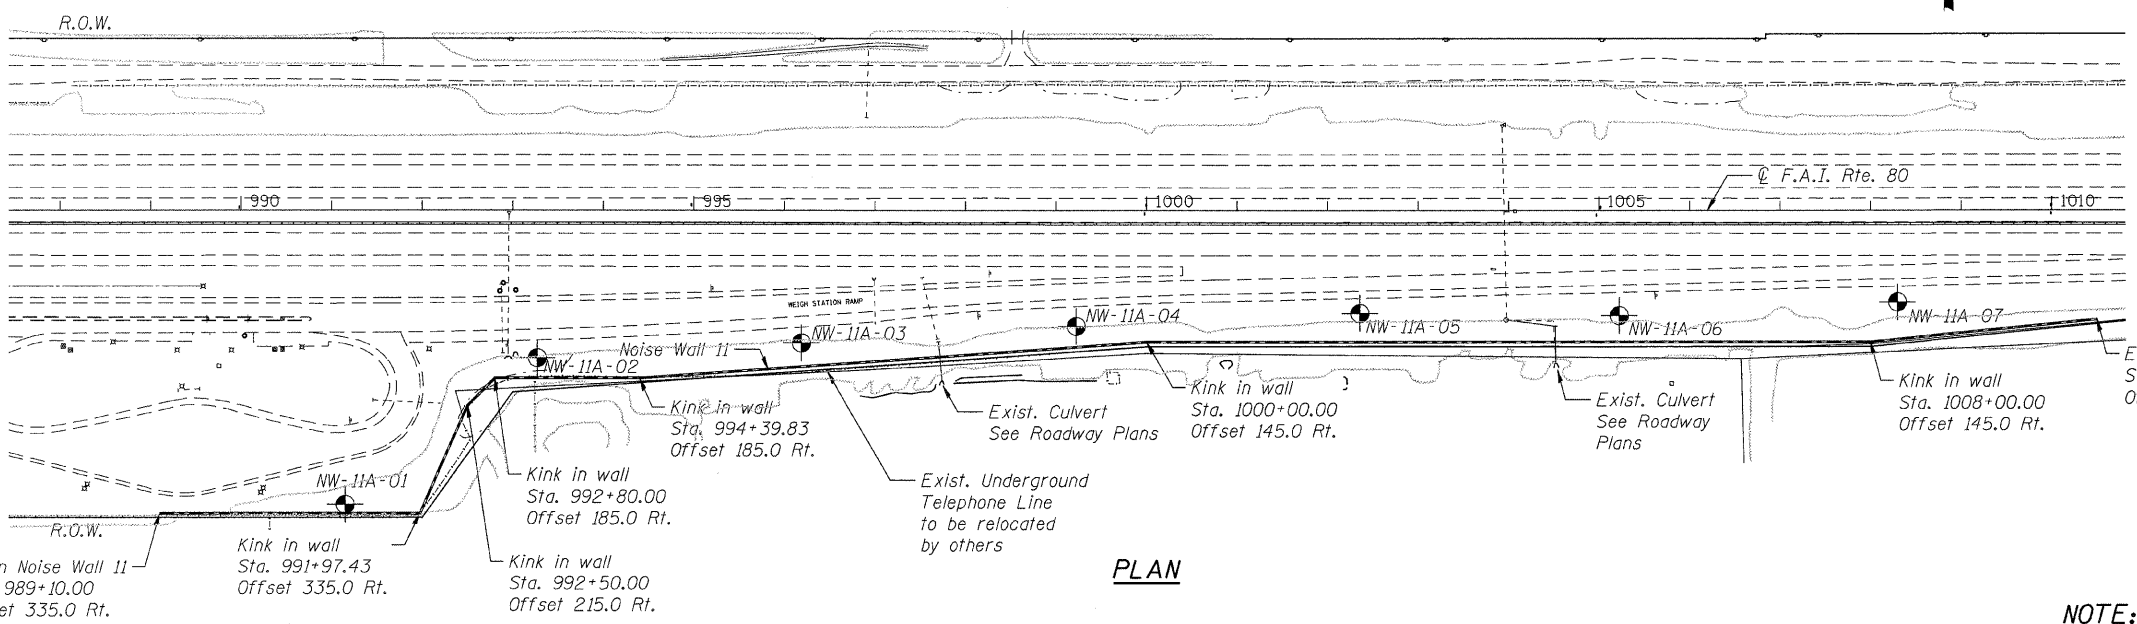 R.O.W.
℄ F.A.I. Rte. 80
990
995
1000
1005
1010
WEIGH STATION RAMP
NW-11A-01
NW-11A-02
Noise Wall 11
NW-11A-03
NW-11A-04
NW-11A-05
NW-11A-06
NW-11A-07
Kink in wall
Sta. 994+39.83
Offset 185.0 Rt.
Exist. Culvert
See Roadway Plans
Kink in wall
Sta. 1000+00.00
Offset 145.0 Rt.
Exist. Culvert
See Roadway
Plans
Kink in wall
Sta. 1008+00.00
Offset 145.0 Rt.
E
S
O
Kink in wall
Sta. 992+80.00
Offset 185.0 Rt.
Exist. Underground
Telephone Line
to be relocated
by others
R.O.W.
n Noise Wall 11
989+10.00
et 335.0 Rt.
Kink in wall
Sta. 991+97.43
Offset 335.0 Rt.
Kink in wall
Sta. 992+50.00
Offset 215.0 Rt.
PLAN
NOTE: